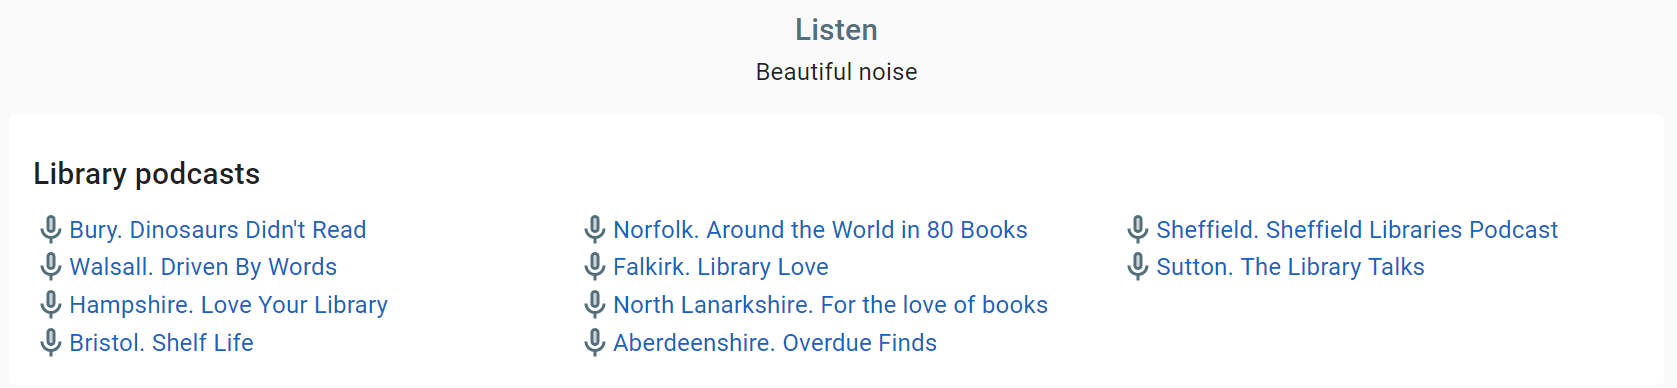 Listen
Beautiful noise
Library podcasts
Bury. Dinosaurs Didn't Read
Walsall. Driven By Words
Hampshire. Love Your Library
Bristol. Shelf Life
Norfolk. Around the World in 80 Books
Falkirk. Library Love
North Lanarkshire. For the love of books
Aberdeenshire. Overdue Finds
Sheffield. Sheffield Libraries Podcast
Sutton. The Library Talks